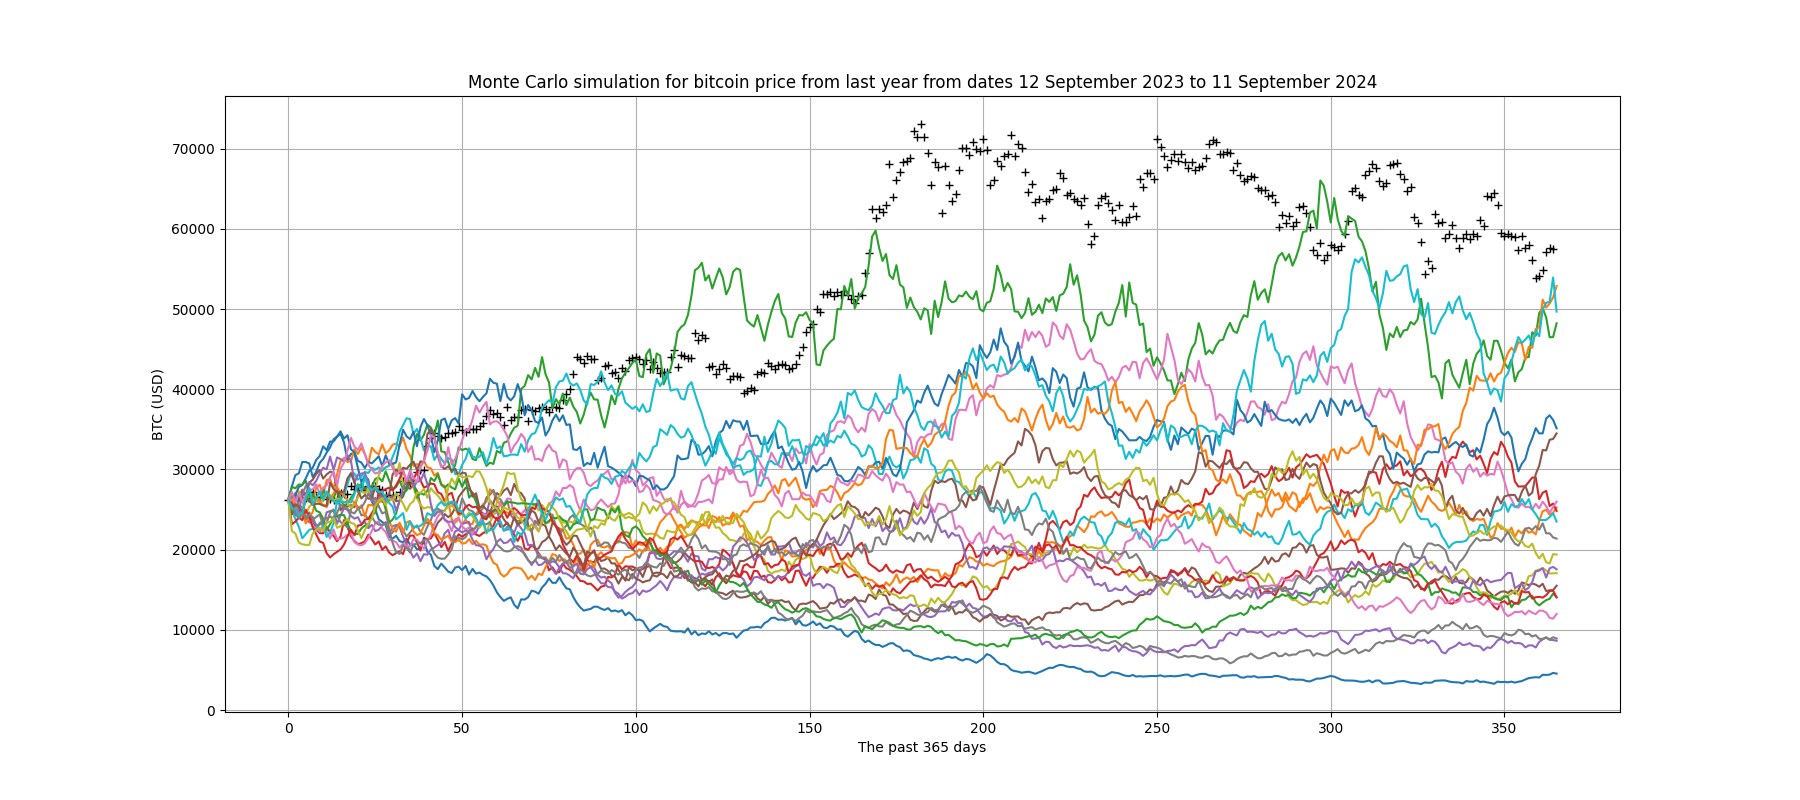 Monte Carlo simulation for bitcoin price from last year from dates 12 September 2023 to 11 September 2024
70000
60000
50000
40000
30000
20000
10000
0
BTC (USD)
0 50 100 150 200 250 300 350
The past 365 days